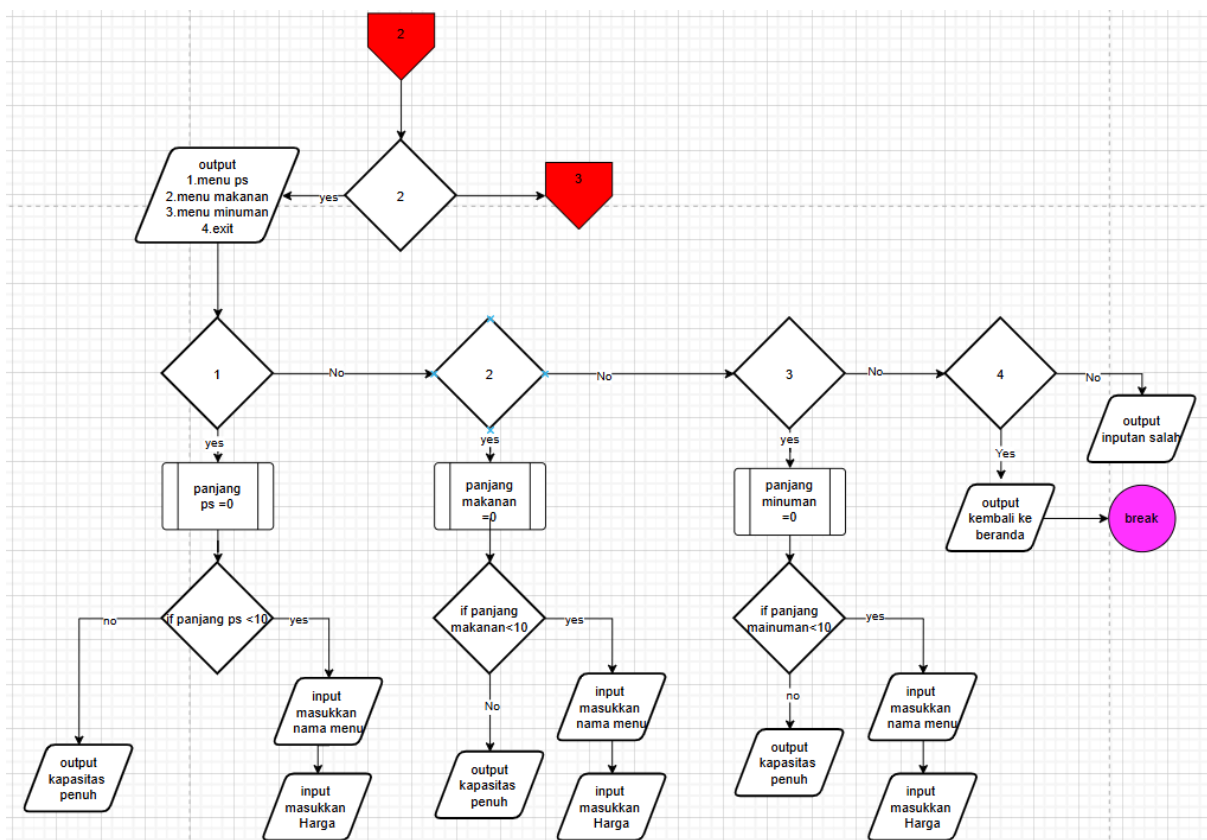 2
output
1.menu ps
2.menu makanan
3.menu minuman
4.exit
yes
2
3
1
No
2
No
3
No
4
No
output
inputan salah
yes
yes
yes
Yes
panjang
ps =0
panjang
makanan
=0
panjang
minuman
=0
output
kembali ke
beranda
break
no
if panjang ps <10
yes
if panjang
makanan<10
yes
if panjang
mainuman<10
yes
No
no
input
masukkan
nama menu
input
masukkan
nama menu
input
masukkan
nama menu
output
kapasitas
penuh
input
masukkan
Harga
output
kapasitas
penuh
input
masukkan
Harga
output
kapasitas
penuh
input
masukkan
Harga